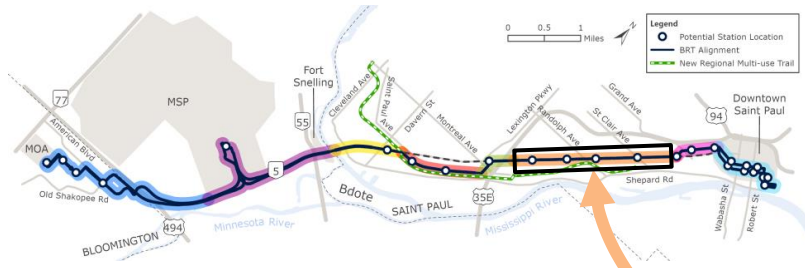 0 0.5 1
Miles
Legend
Potential Station Location
BRT Alignment
New Regional Multi-use Trail
77
MSP
MOA
American Blvd
Old Shakopee Rd
494
BLOOMINGTON
Minnesota River
5
55
Fort
Snelling
Cleveland Ave
Saint Paul
Ave
Davern St
Montreal Ave
Lexington Pkwy
Randolph Ave
St Clair Ave
Grand Ave
94
Downtown
Saint Paul
Bdote
SAINT PAUL
35E
Mississippi River
Shepard Rd
Wabasha St
Robert St